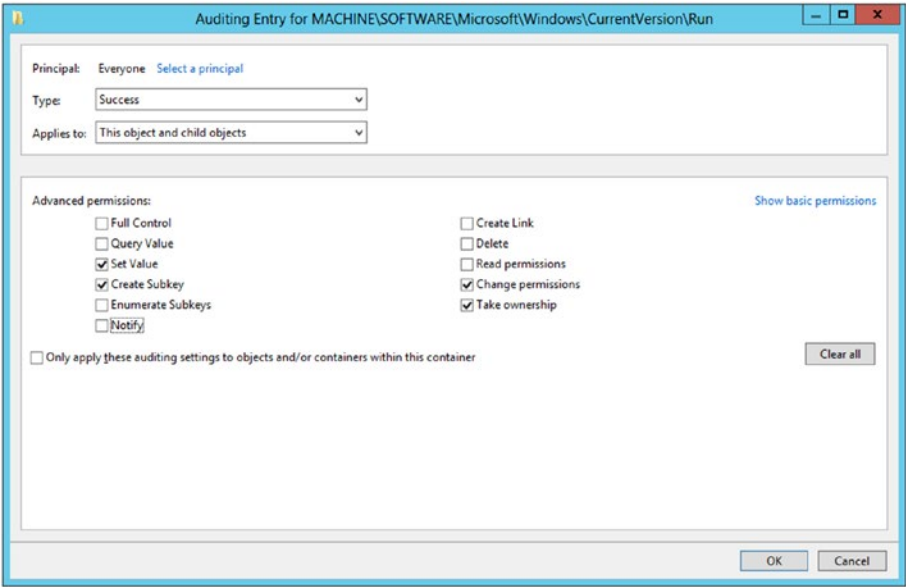 Auditing Entry for MACHINE\SOFTWARE\Microsoft\Windows\CurrentVersion\Run
Principal: Everyone Select a principal
Type: Success
Applies to: This object and child objects
Advanced permissions: Show basic permissions
Full Control Create Link
Query Value Delete
Set Value Read permissions
Create Subkey Change permissions
Enumerate Subkeys Take ownership
Notify
Only apply these auditing settings to objects and/or containers within this container Clear all
OK Cancel